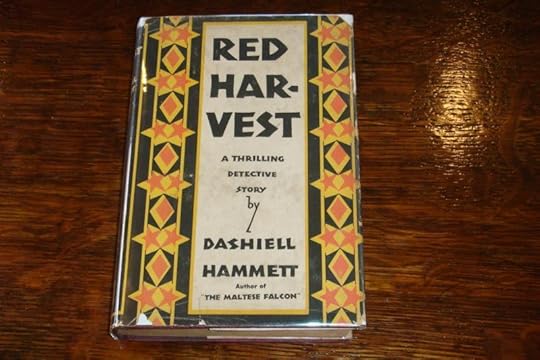 RED
HAR-
VEST
A THRILLING
DETECTIVE
STORY
by
DASHIELL
HAMMETT
Author of
"THE MALTESE FALCON"